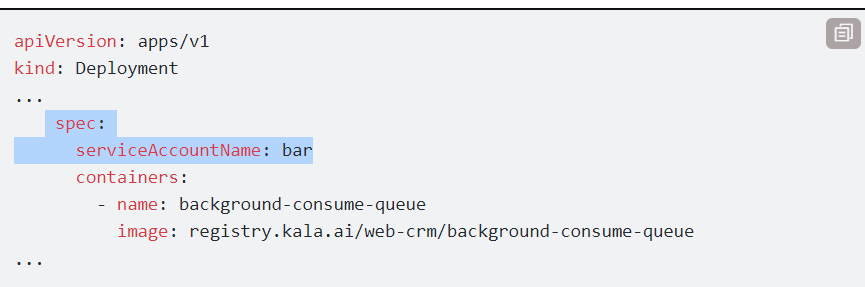 apiVersion: apps/v1
kind: Deployment
...
    spec:
      serviceAccountName: bar
      containers:
        - name: background-consume-queue
          image: registry.kala.ai/web-crm/background-consume-queue
...